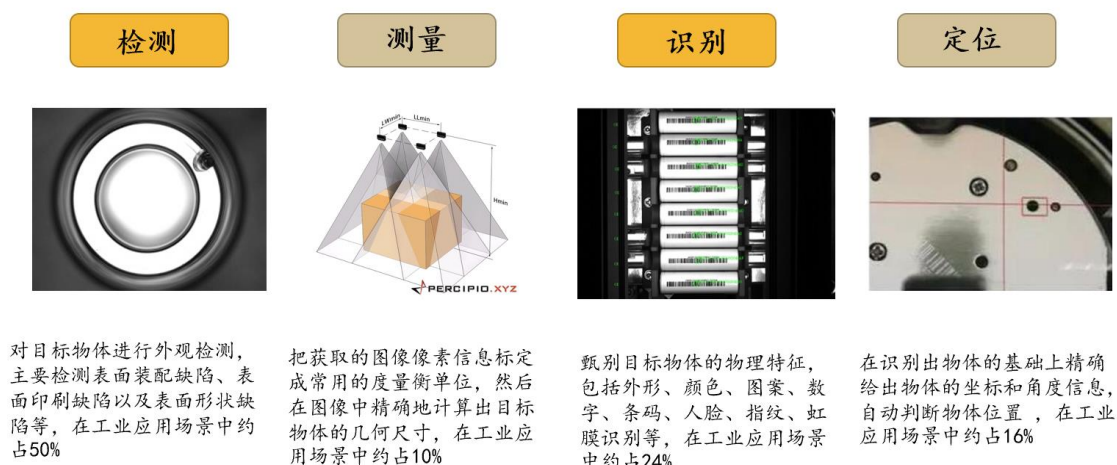 检测
测量
识别
定位
LWmin
LLmin
Hmin
PERCIPIO.XYZ
对目标物体进行外观检测，
主要检测表面装配缺陷、表
面印刷缺陷以及表面形状缺
陷等，在工业应用场景中约
占50%
把获取的图像像素信息标定
成常用的度量衡单位，然后
在图像中精确地计算出目标
物体的几何尺寸，在工业应
用场景中约占10%
甄别目标物体的物理特征，
包括外形、颜色、图案、数
字、条码、人脸、指纹、虹
膜识别等，在工业应用场景
中约占24%
在识别出物体的基础上精确
给出物体的坐标和角度信息，
自动判断物体位置 ，在工业
应用场景中约占16%